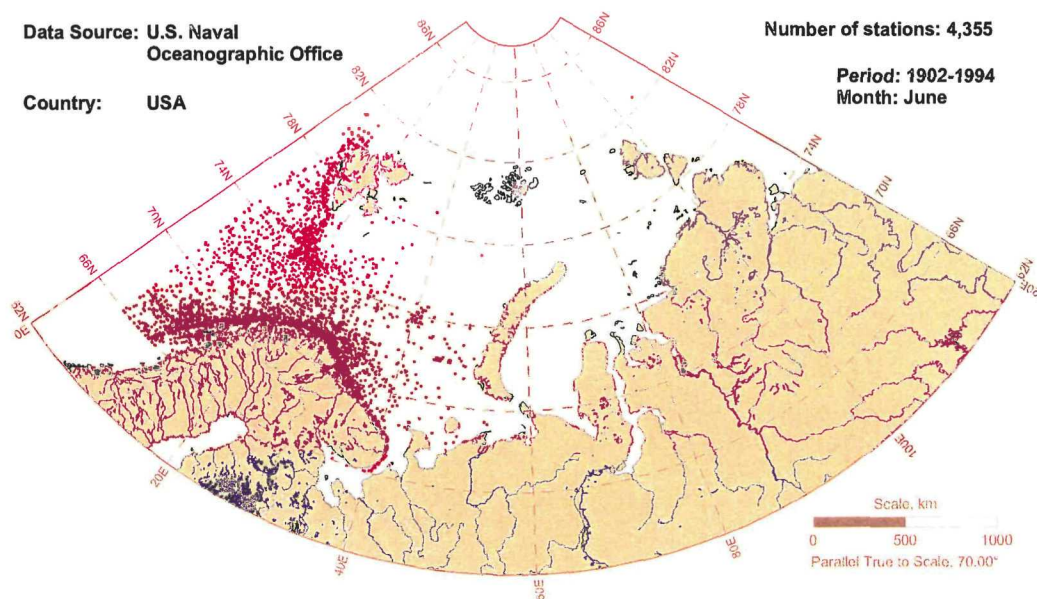 Data Source: U.S. Naval
Oceanographic Office
Country: USA
Number of stations: 4,355
Period: 1902-1994
Month: June
86N
82N
78N
74N
70N
66N
62N
0E
86N
82N
78N
74N
70N
66N
62N
20E
40E
80E
100E
Scale, km
0 500 1000
Parallel True to Scale, 70.00°